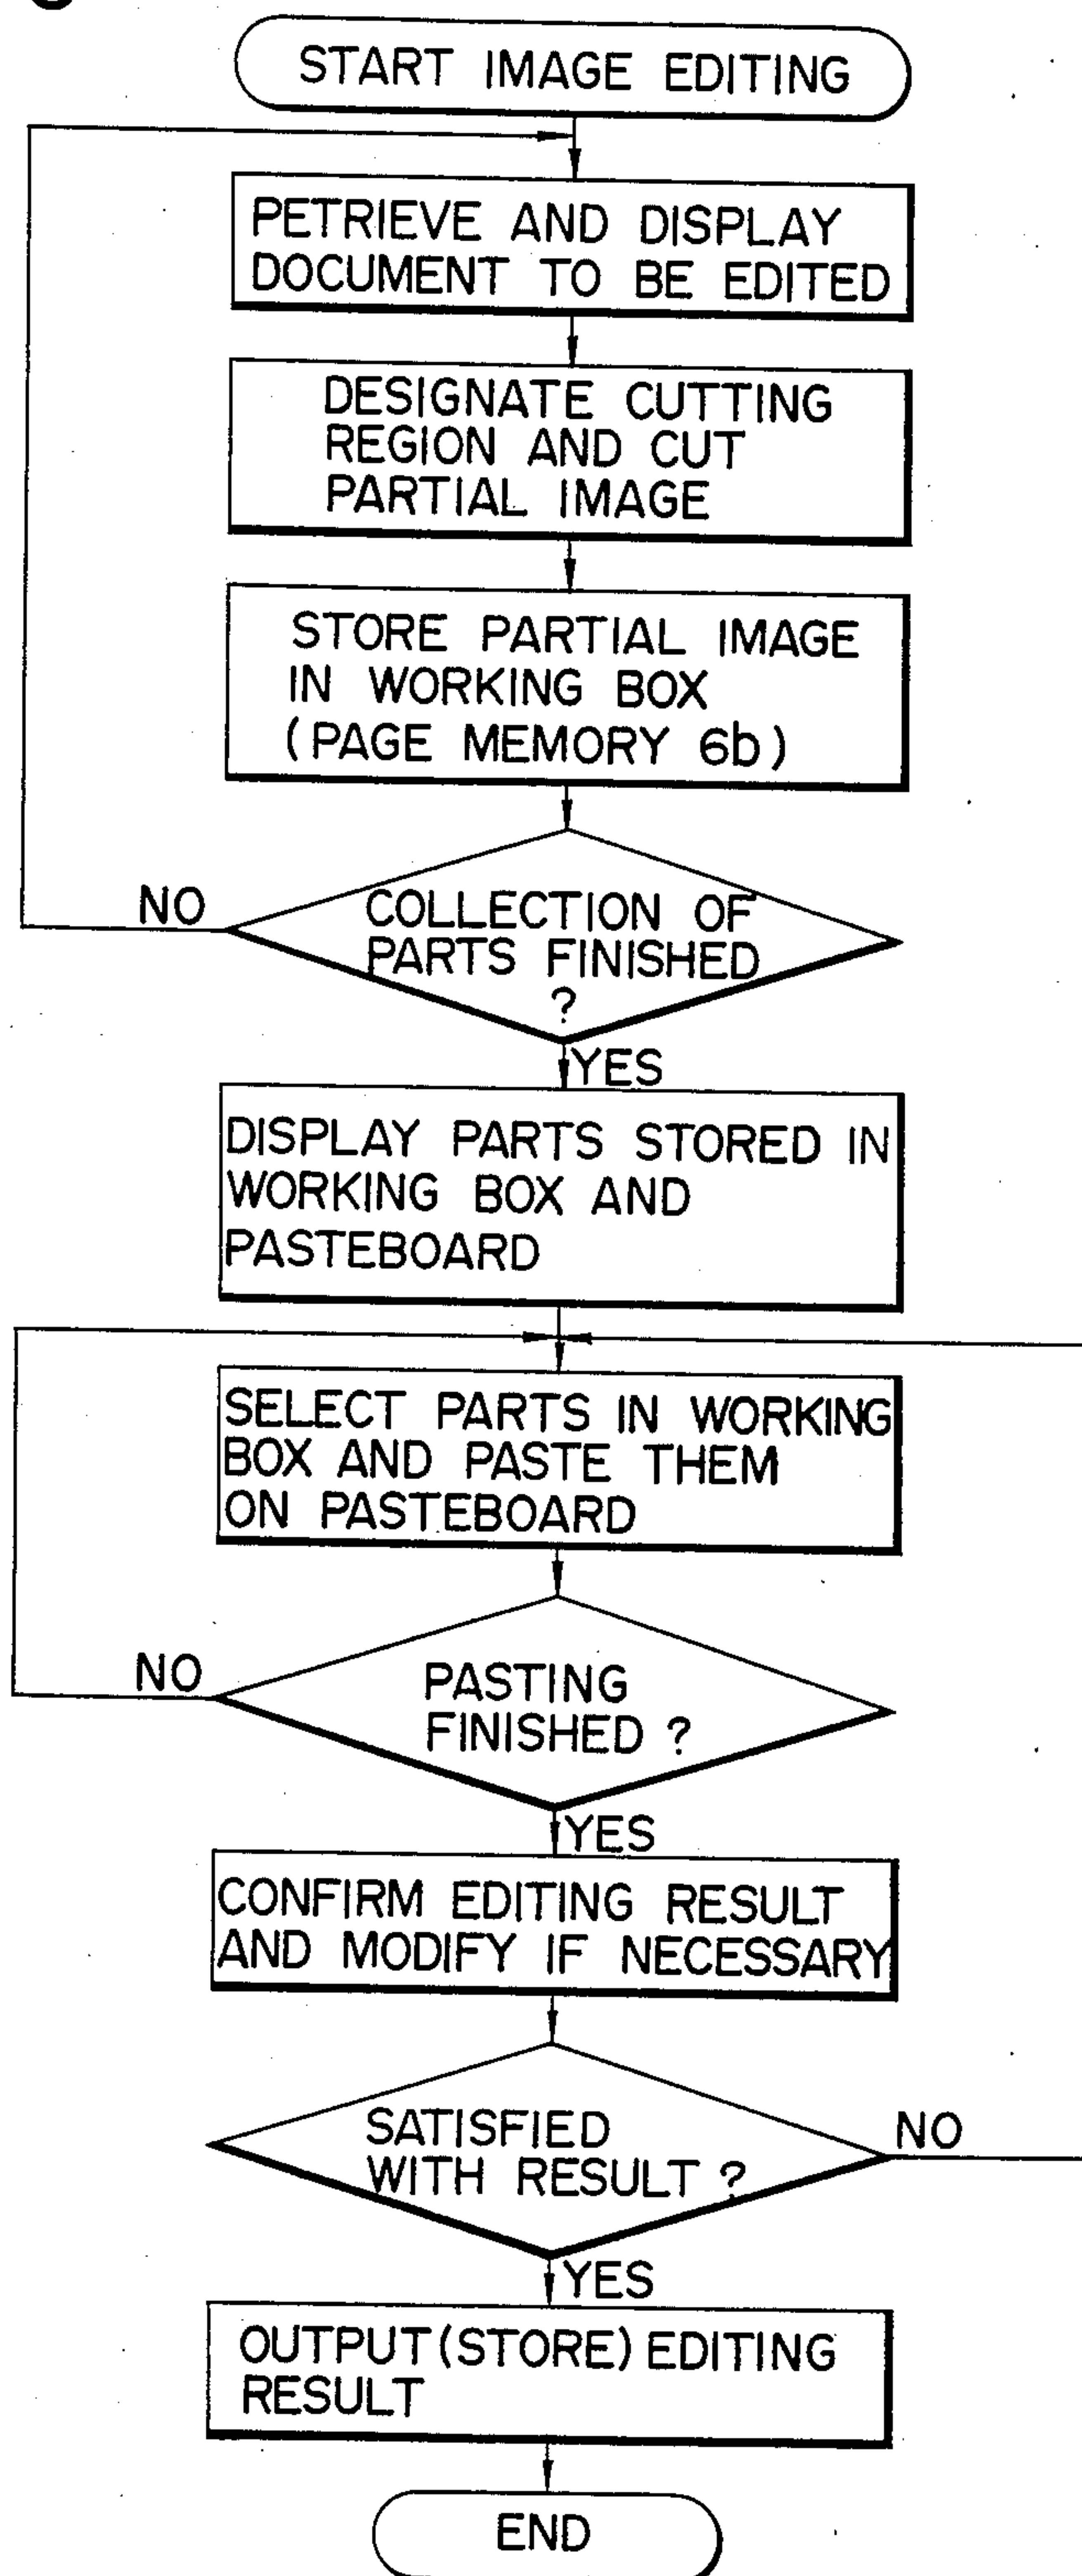 START IMAGE EDITING
PETRIEVE AND DISPLAY
DOCUMENT TO BE EDITED
DESIGNATE CUTTING
REGION AND CUT
PARTIAL IMAGE
STORE PARTIAL IMAGE
IN WORKING BOX
(PAGE MEMORY 6b)
NO
COLLECTION OF
PARTS FINISHED
?
YES
DISPLAY PARTS STORED IN
WORKING BOX AND
PASTEBOARD
SELECT PARTS IN WORKING
BOX AND PASTE THEM
ON PASTEBOARD
NO
PASTING
FINISHED ?
YES
CONFIRM EDITING RESULT
AND MODIFY IF NECESSARY
SATISFIED
WITH RESULT ?
NO
YES
OUTPUT (STORE) EDITING
RESULT
END